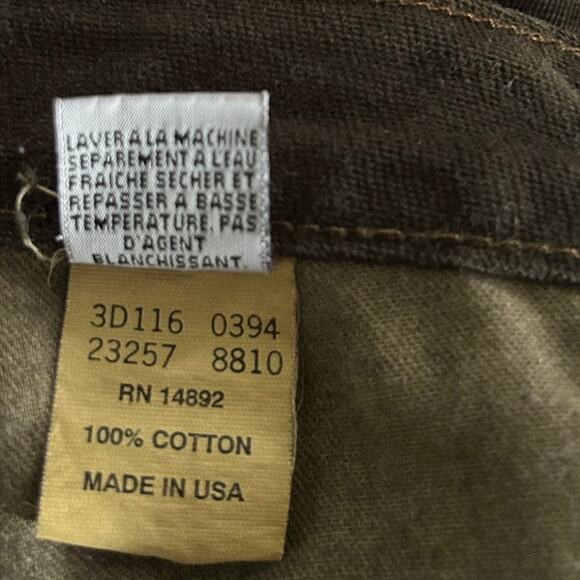 LAVER A LA MACHINE
SEPAREMENT A L'EAU
FRAICHE SECHER ET
REPASSER A BASSE
TEMPERATURE, PAS
D'AGENT
BLANCHISSANT.
3D116 0394
23257 8810
RN 14892
100% COTTON
MADE IN USA